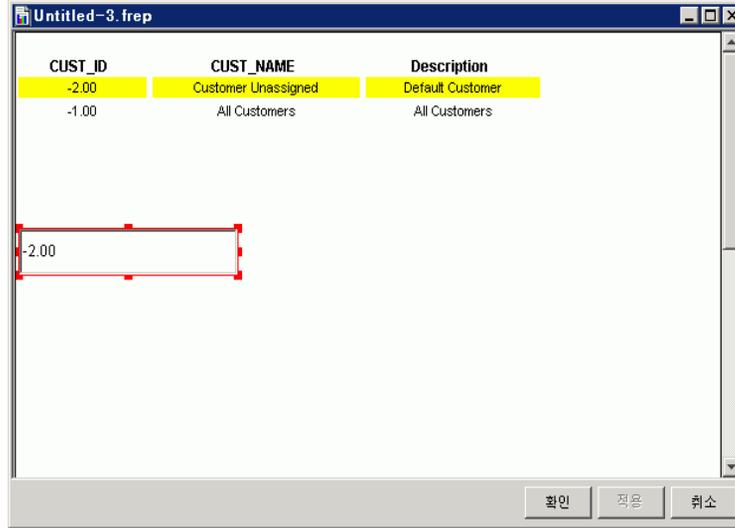 Untitled-3.frep
CUST_ID CUST_NAME Description
-2.00 Customer Unassigned Default Customer
-1.00 All Customers All Customers
-2.00
확인 적용 취소